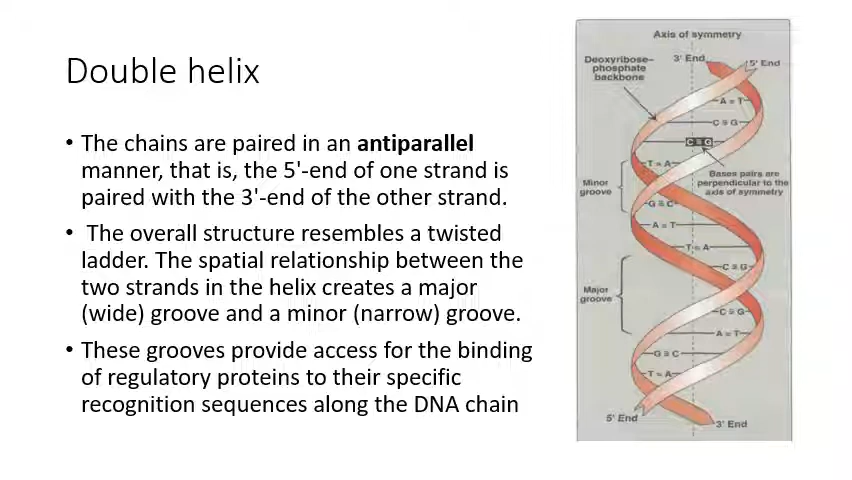 Double helix
• The chains are paired in an antiparallel
manner, that is, the 5'-end of one strand is
paired with the 3'-end of the other strand.
• The overall structure resembles a twisted
ladder. The spatial relationship between the
two strands in the helix creates a major
(wide) groove and a minor (narrow) groove.
• These grooves provide access for the binding
of regulatory proteins to their specific
recognition sequences along the DNA chain
Axis of symmetry
3' End
5' End
Deoxyribose–
phosphate
backbone
A = T
C ≡ G
C ≡ G
T = A
Bases pairs are
perpendicular to the
axis of symmetry
Minor
groove
G ≡ C
A = T
T = A
C ≡ G
Major
groove
C ≡ G
A = T
G ≡ C
T = A
5' End
3' End